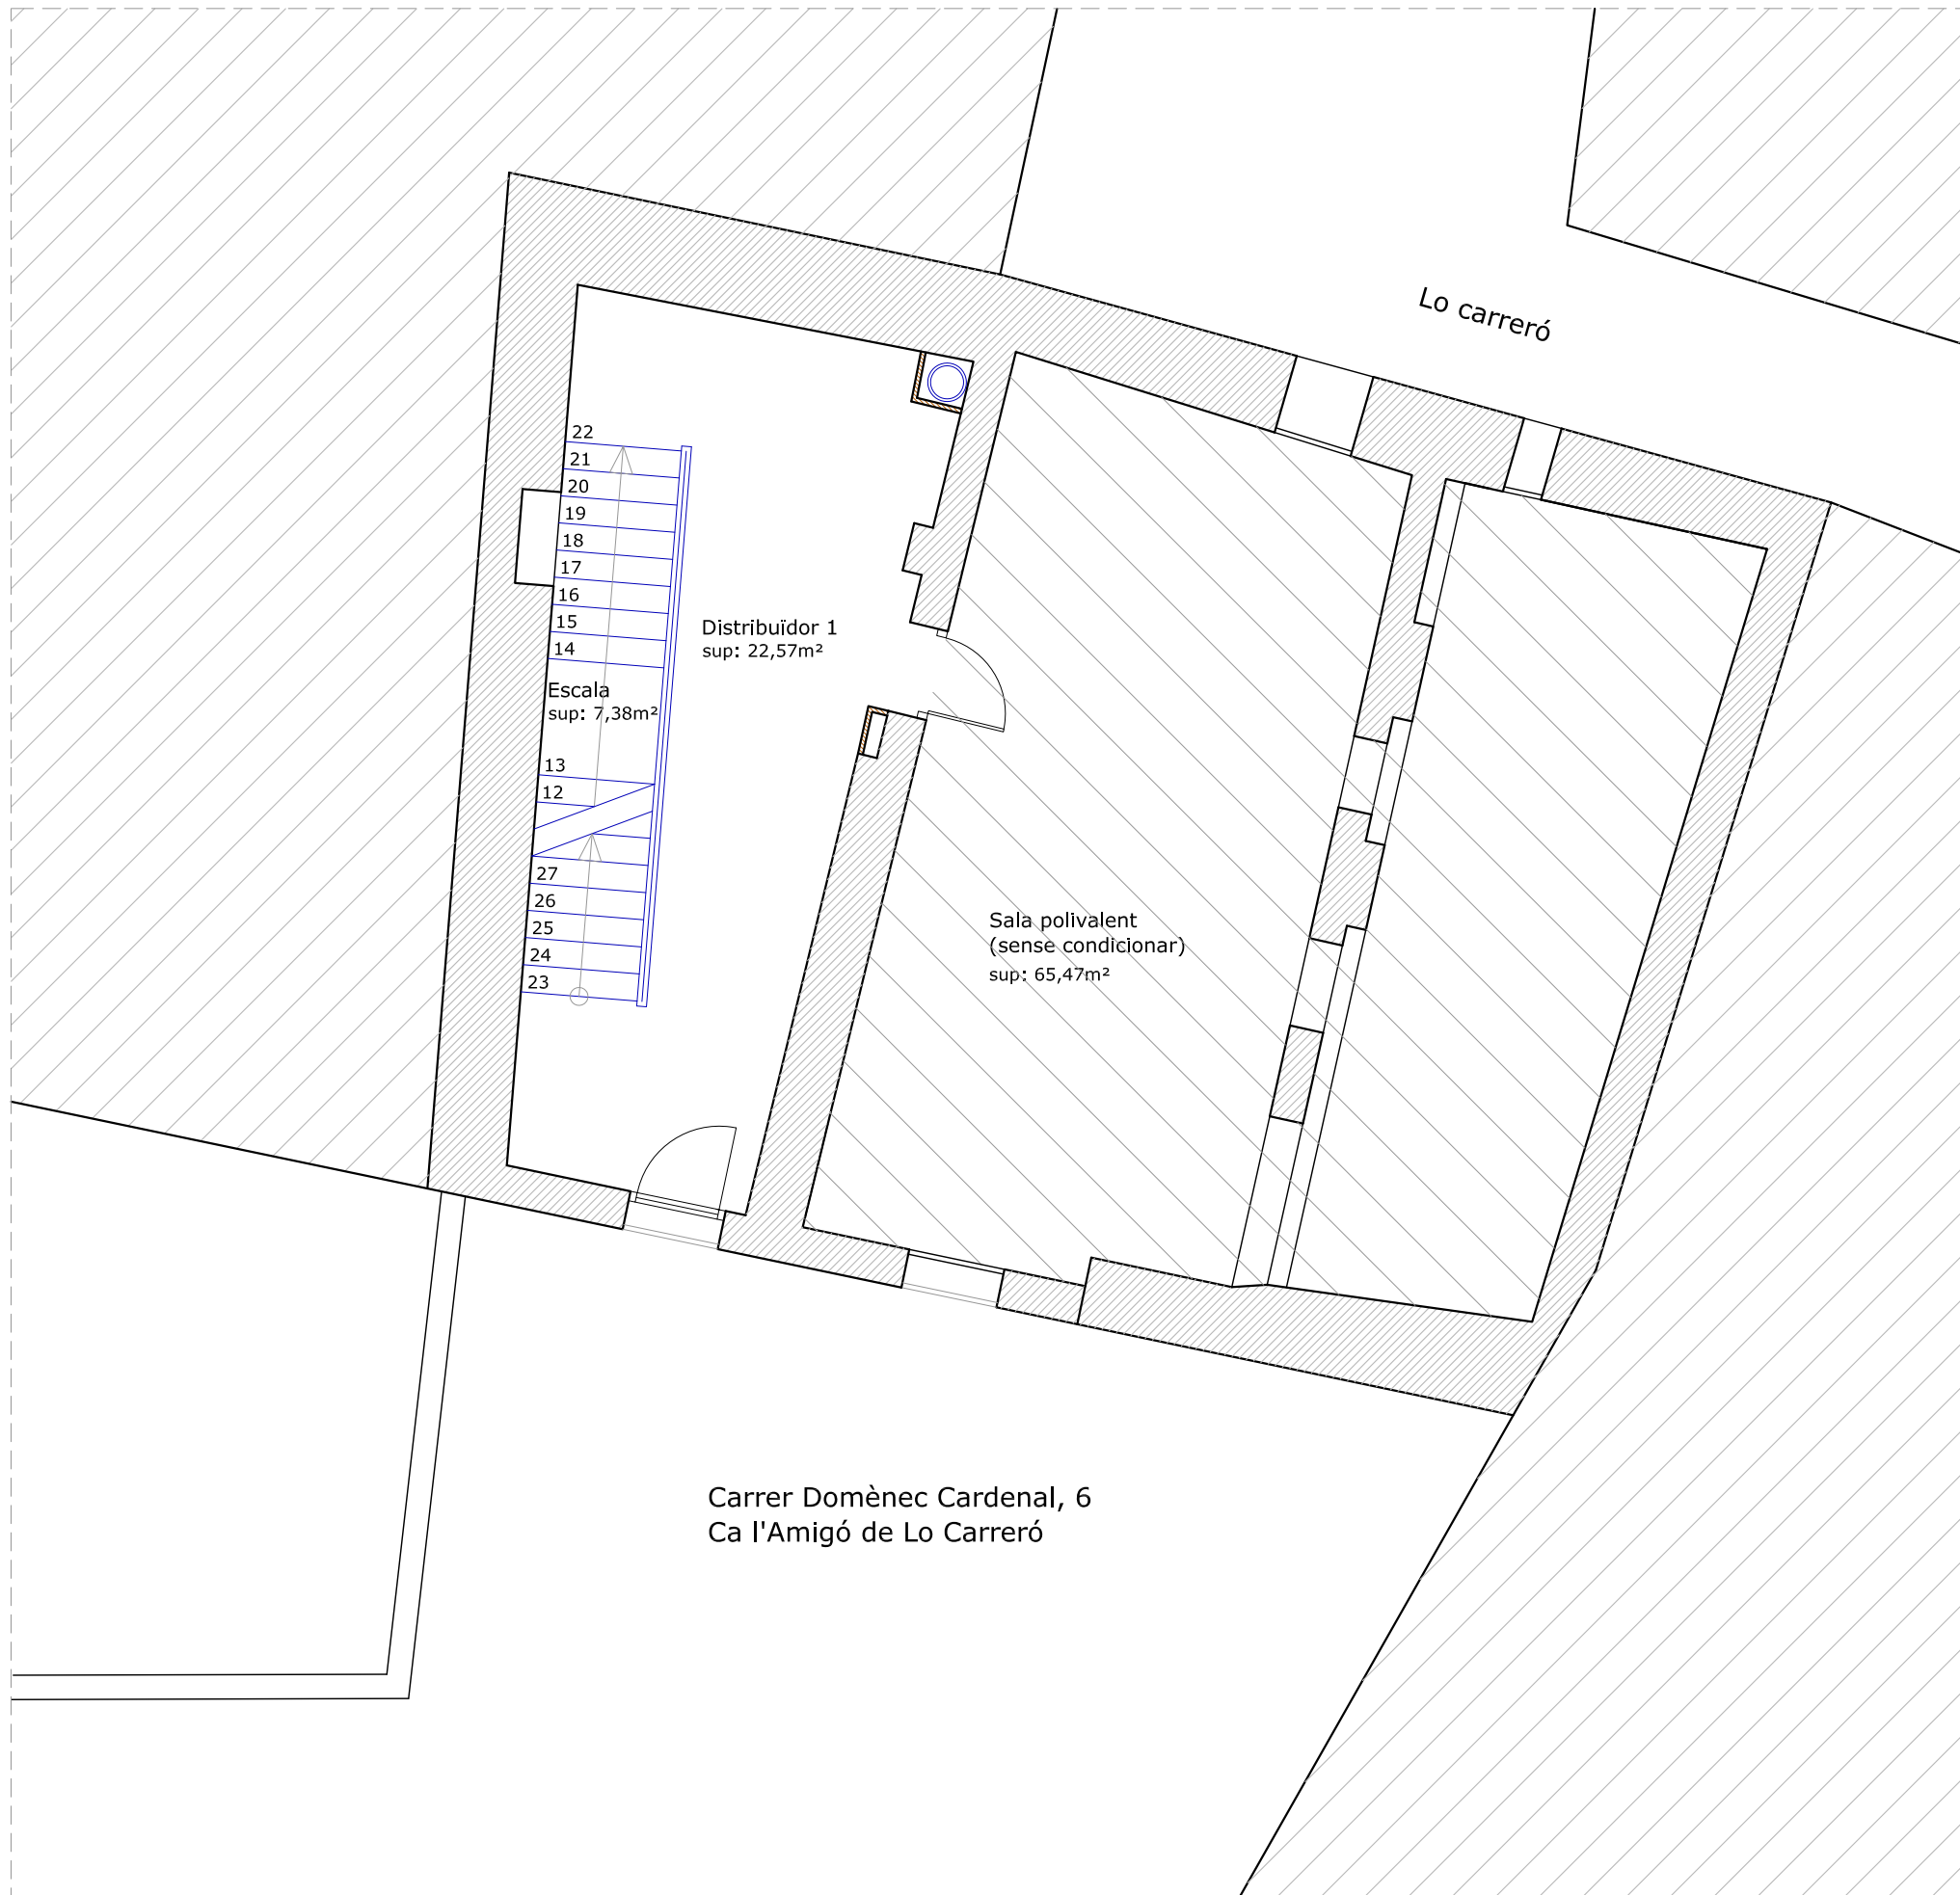 Lo carreró
22
21
20
19
18
17
16
15
14
Distribuïdor 1
sup: 22,57m²
Escala
sup: 7,38m²
13
12
27
26
25
24
23
Sala polivalent
(sense condicionar)
sup: 65,47m²
Carrer Domènec Cardenal, 6
Ca l'Amigó de Lo Carreró